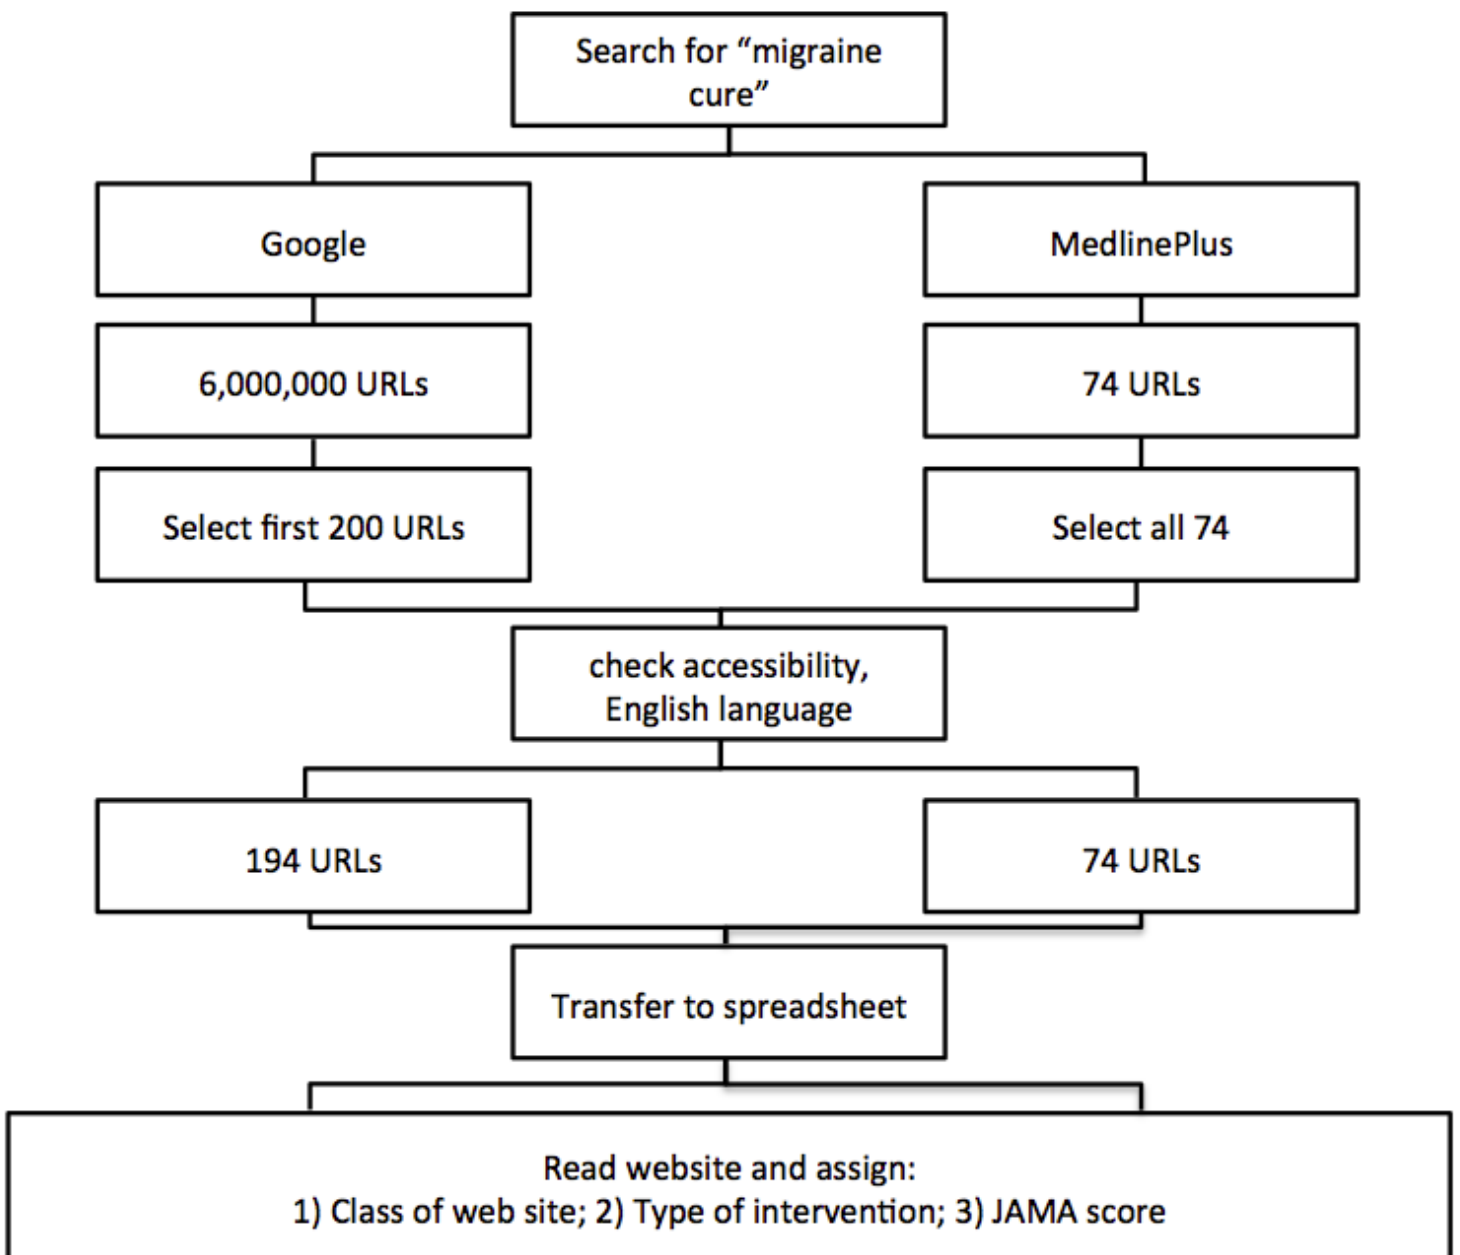 Search for “migraine
cure”
Google
MedlinePlus
6,000,000 URLs
74 URLs
Select first 200 URLs
Select all 74
check accessibility,
English language
194 URLs
74 URLs
Transfer to spreadsheet
Read website and assign:
1) Class of web site; 2) Type of intervention; 3) JAMA score